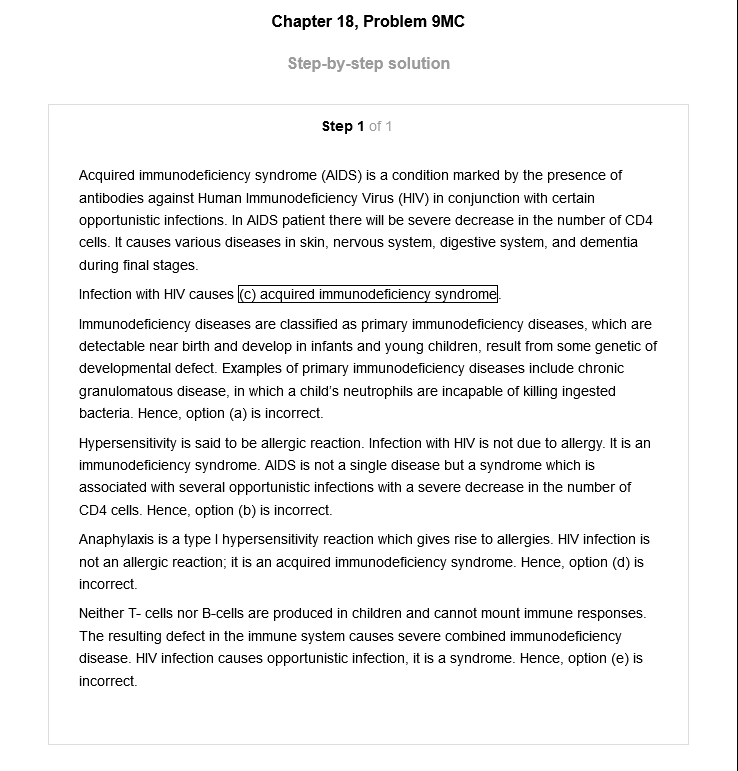 Chapter 18, Problem 9MC
Step-by-step solution
Step 1 of 1
Acquired immunodeficiency syndrome (AIDS) is a condition marked by the presence of
antibodies against Human Immunodeficiency Virus (HIV) in conjunction with certain
opportunistic infections. In AIDS patient there will be severe decrease in the number of CD4
cells. It causes various diseases in skin, nervous system, digestive system, and dementia
during final stages.
Infection with HIV causes (c) acquired immunodeficiency syndrome.
Immunodeficiency diseases are classified as primary immunodeficiency diseases, which are
detectable near birth and develop in infants and young children, result from some genetic of
developmental defect. Examples of primary immunodeficiency diseases include chronic
granulomatous disease, in which a child's neutrophils are incapable of killing ingested
bacteria. Hence, option (a) is incorrect.
Hypersensitivity is said to be allergic reaction. Infection with HIV is not due to allergy. It is an
immunodeficiency syndrome. AIDS is not a single disease but a syndrome which is
associated with several opportunistic infections with a severe decrease in the number of
CD4 cells. Hence, option (b) is incorrect.
Anaphylaxis is a type I hypersensitivity reaction which gives rise to allergies. HIV infection is
not an allergic reaction; it is an acquired immunodeficiency syndrome. Hence, option (d) is
incorrect.
Neither T- cells nor B-cells are produced in children and cannot mount immune responses.
The resulting defect in the immune system causes severe combined immunodeficiency
disease. HIV infection causes opportunistic infection, it is a syndrome. Hence, option (e) is
incorrect.